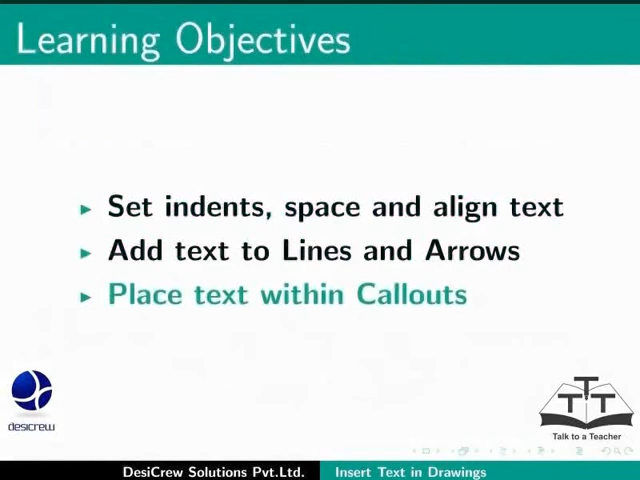 Learning Objectives
Set indents, space and align text
Add text to Lines and Arrows
Place text within Callouts
desicrew
TTT
Talk to a Teacher
DesiCrew Solutions Pvt.Ltd. Insert Text in Drawings